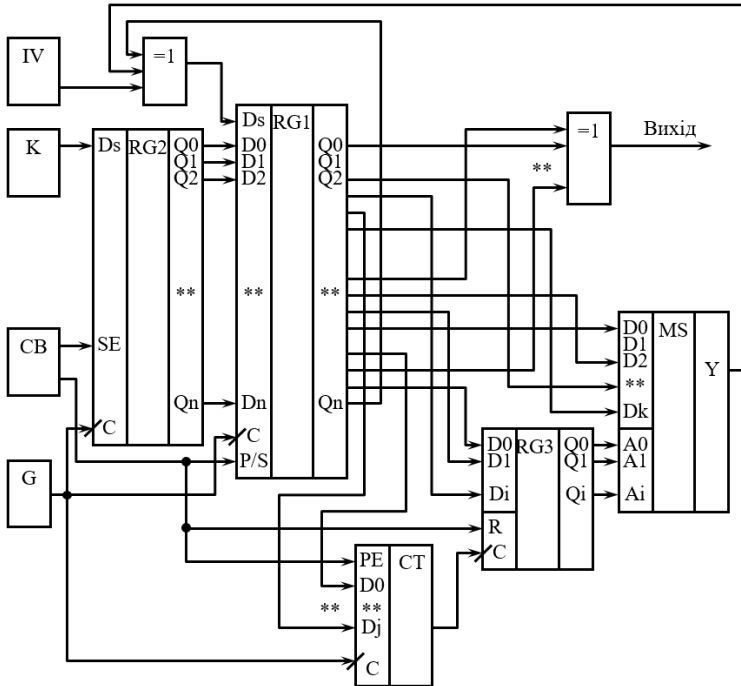 IV
=1
K
Ds RG2 Q0
Q1
Q2
**
SE
Qn
C
CB
G
Ds RG1
D0 Q0
D1 Q1
D2 Q2
** **
Dn Qn
C
P/S
=1
**
Вихід
D0 MS
D1
D2 Y
**
Dk
A0
A1
Ai
D0 RG3 Q0
D1 Q1
Di Qi
R
C
PE CT
D0
** **
Dj
C